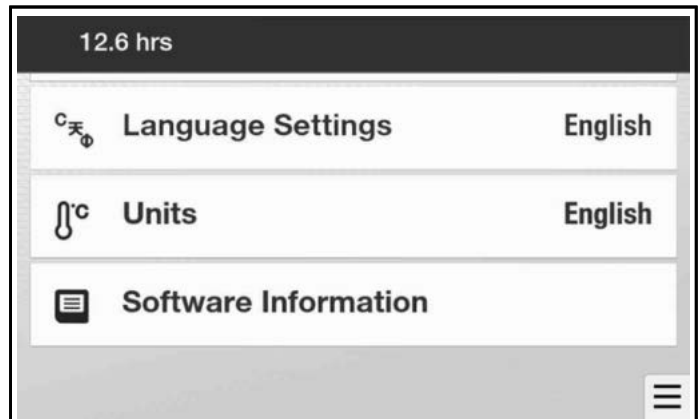 12.6 hrs
Language Settings English
Units English
Software Information